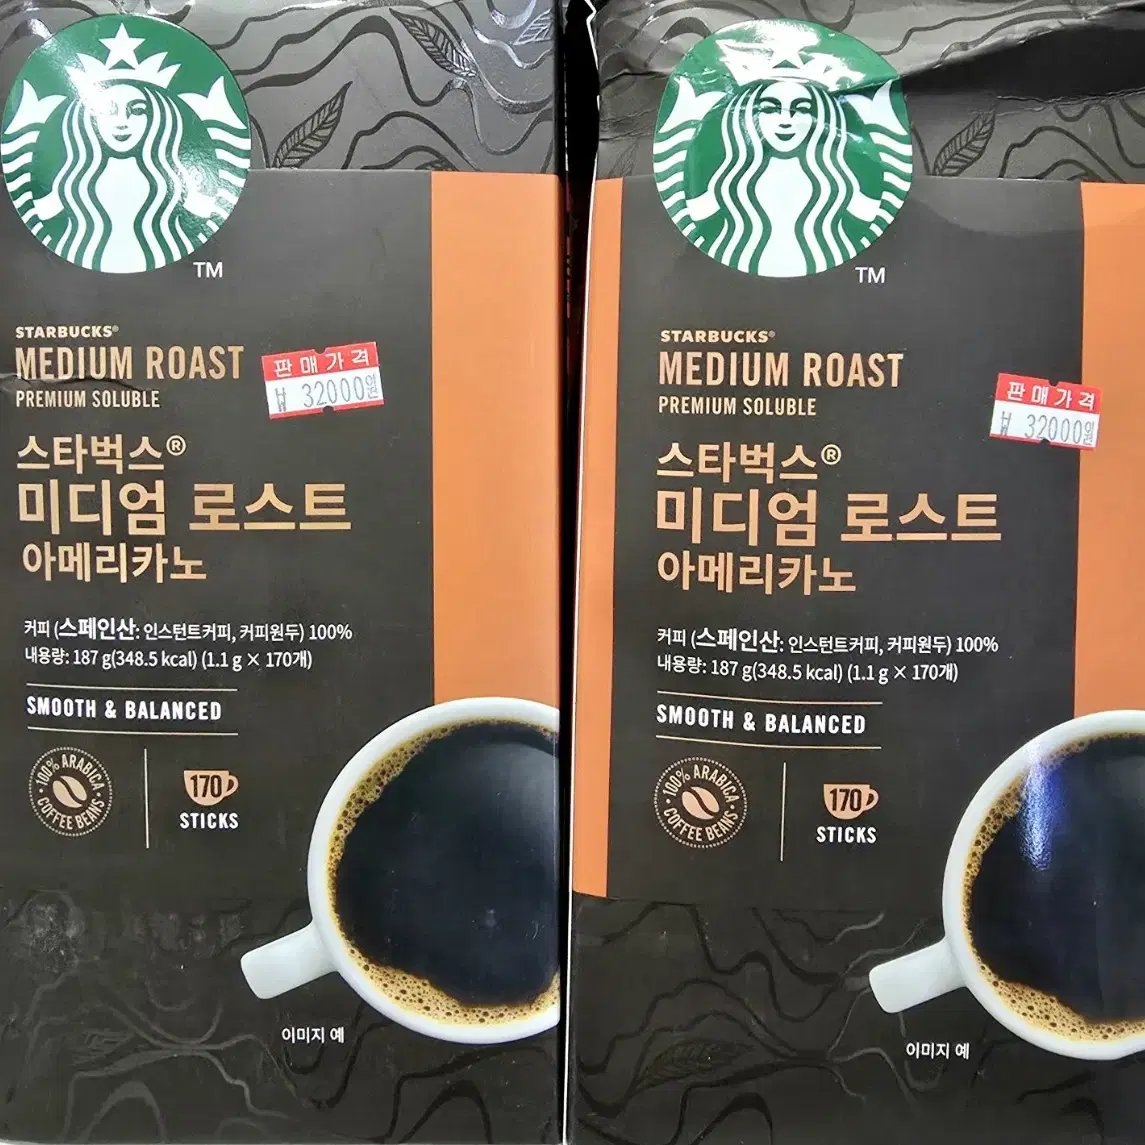 TM
STARBUCKS®
MEDIUM ROAST
PREMIUM SOLUBLE
판매가격
₩ 32000원
스타벅스®
미디엄 로스트
아메리카노
커피 (스페인산: 인스턴트커피, 커피원두) 100%
내용량: 187 g(348.5 kcal) (1.1 g × 170개)
SMOOTH & BALANCED
100% ARABICA
COFFEE BEANS
170
STICKS
이미지 예
TM
STARBUCKS®
MEDIUM ROAST
PREMIUM SOLUBLE
판매가격
₩ 32000원
스타벅스®
미디엄 로스트
아메리카노
커피 (스페인산: 인스턴트커피, 커피원두) 100%
내용량: 187 g(348.5 kcal) (1.1 g × 170개)
SMOOTH & BALANCED
100% ARABICA
COFFEE BEANS
170
STICKS
이미지 예